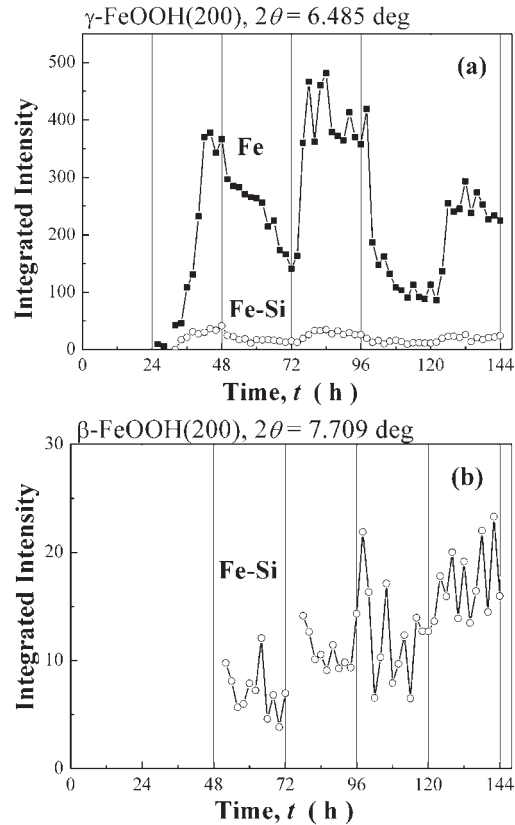 γ-FeOOH(200), 2θ = 6.485 deg
(a)
Integrated Intensity
500
400
300
200
100
0
Fe
Fe-Si
0 24 48 72 96 120 144
Time, t ( h )
β-FeOOH(200), 2θ = 7.709 deg
(b)
Integrated Intensity
30
20
10
0
Fe-Si
0 24 48 72 96 120 144
Time, t ( h )